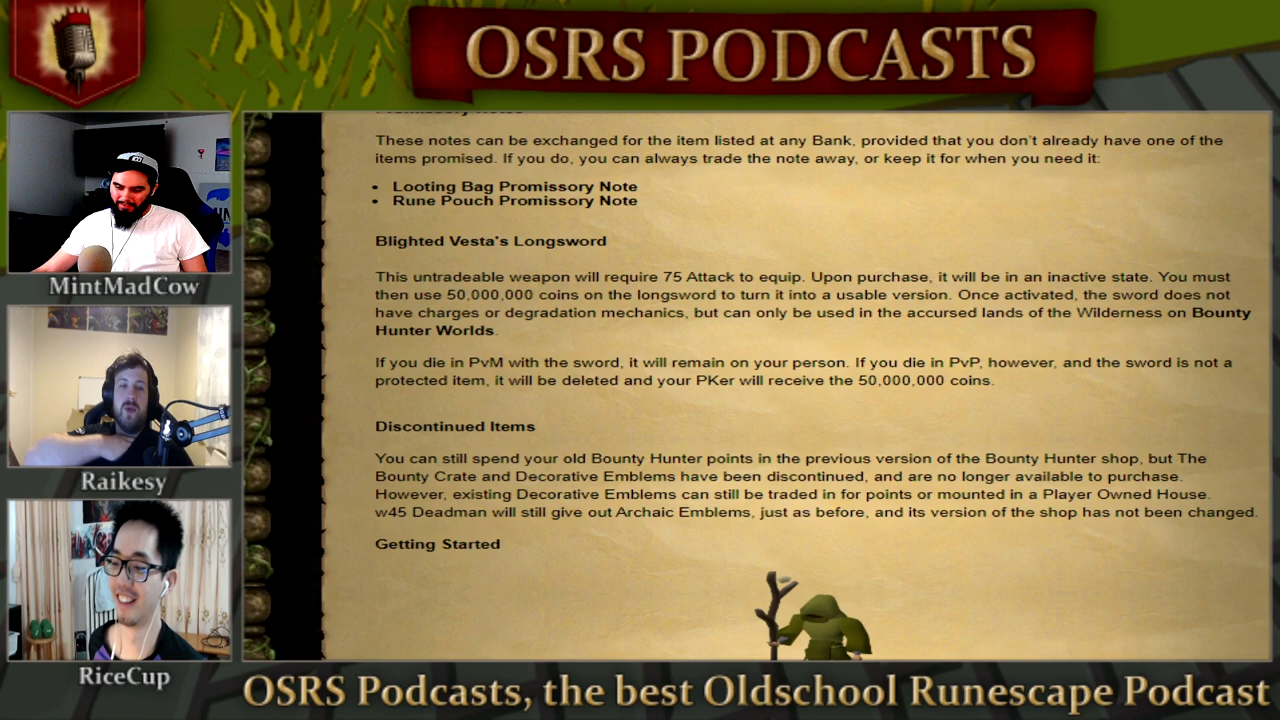 OSRS PODCASTS
Promissory Notes
These notes can be exchanged for the item listed at any Bank, provided that you don't already have one of the
items promised. If you do, you can always trade the note away, or keep it for when you need it:
• Looting Bag Promissory Note
• Rune Pouch Promissory Note
Blighted Vesta's Longsword
This untradeable weapon will require 75 Attack to equip. Upon purchase, it will be in an inactive state. You must
then use 50,000,000 coins on the longsword to turn it into a usable version. Once activated, the sword does not
have charges or degradation mechanics, but can only be used in the accursed lands of the Wilderness on Bounty
Hunter Worlds.
If you die in PvM with the sword, it will remain on your person. If you die in PvP, however, and the sword is not a
protected item, it will be deleted and your PKer will receive the 50,000,000 coins.
Discontinued Items
You can still spend your old Bounty Hunter points in the previous version of the Bounty Hunter shop, but The
Bounty Crate and Decorative Emblems have been discontinued, and are no longer available to purchase.
However, existing Decorative Emblems can still be traded in for points or mounted in a Player Owned House.
w45 Deadman will still give out Archaic Emblems, just as before, and its version of the shop has not been changed.
Getting Started
MintMadCow
Raikesy
RiceCup
OSRS Podcasts, the best Oldschool Runescape Podcast